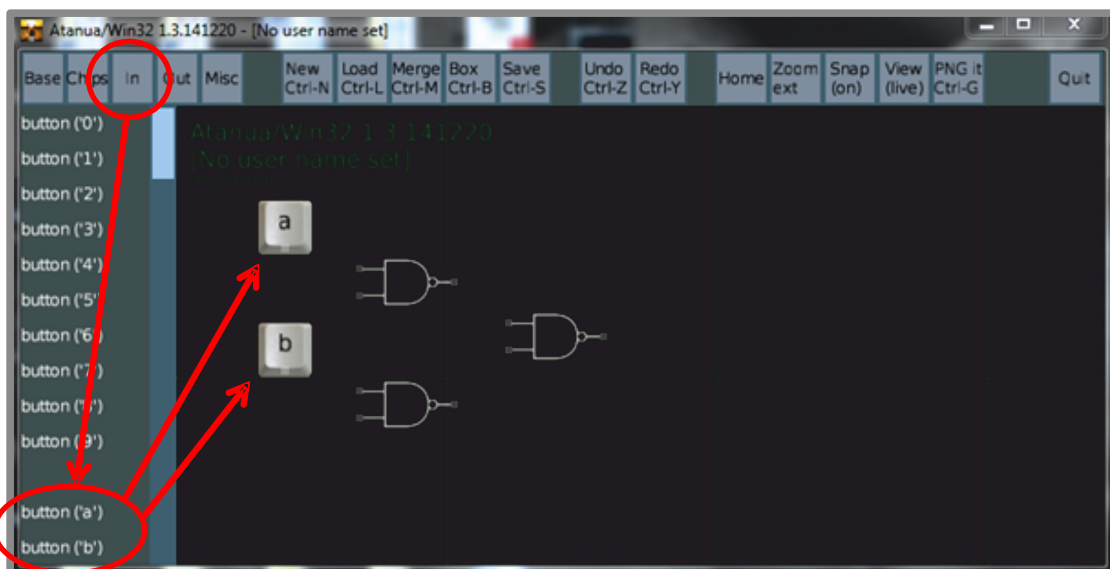 Atanua/Win32 1.3.141220 - [No user name set]
Base Chips In Out Misc New Ctrl-N Load Ctrl-L Merge Ctrl-M Box Ctrl-B Save Ctrl-S Undo Ctrl-Z Redo Ctrl-Y Home Zoom ext Snap (on) View (live) PNG it Ctrl-G Quit
button ('0')
button ('1')
button ('2')
button ('3')
button ('4')
button ('5')
button ('6')
button ('7')
button ('8')
button ('9')
button ('a')
button ('b')
Atanua/Win32 1.3.141220
[No user name set]
a
b